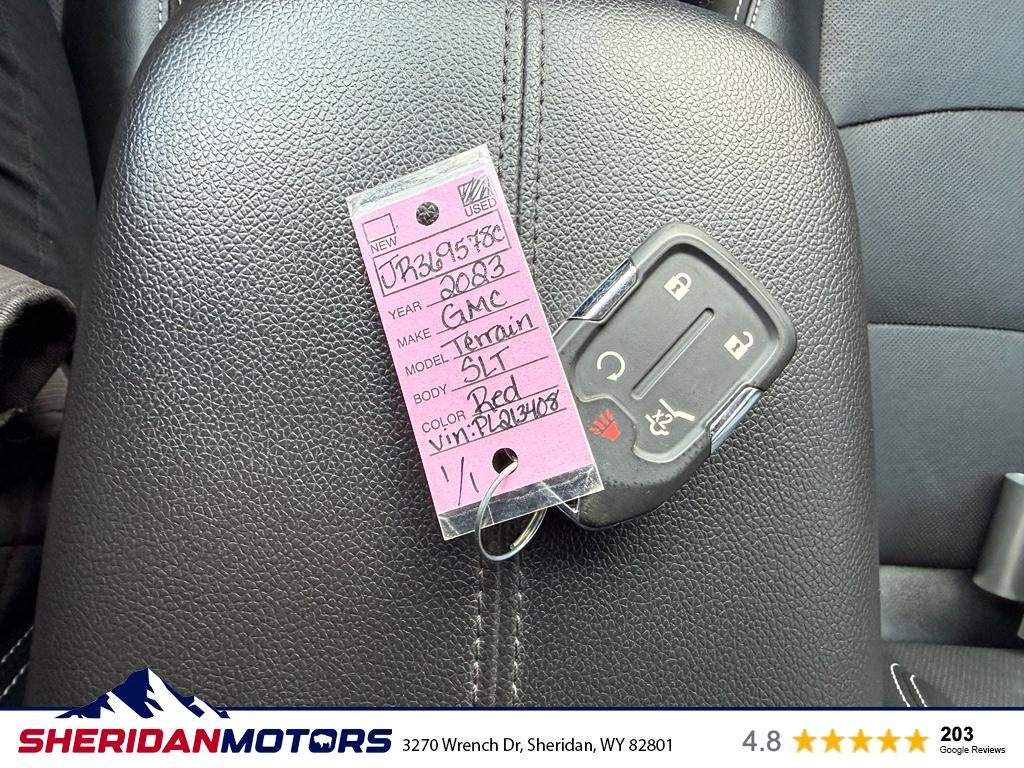 NEW
USED
JR369578C
YEAR 2023
MAKE GMC
MODEL Terrain
BODY SLT
COLOR Red
Vin: PL213408
1/1
X2
SHERIDANMOTORS 3270 Wrench Dr, Sheridan, WY 82801
4.8 203
Google Reviews